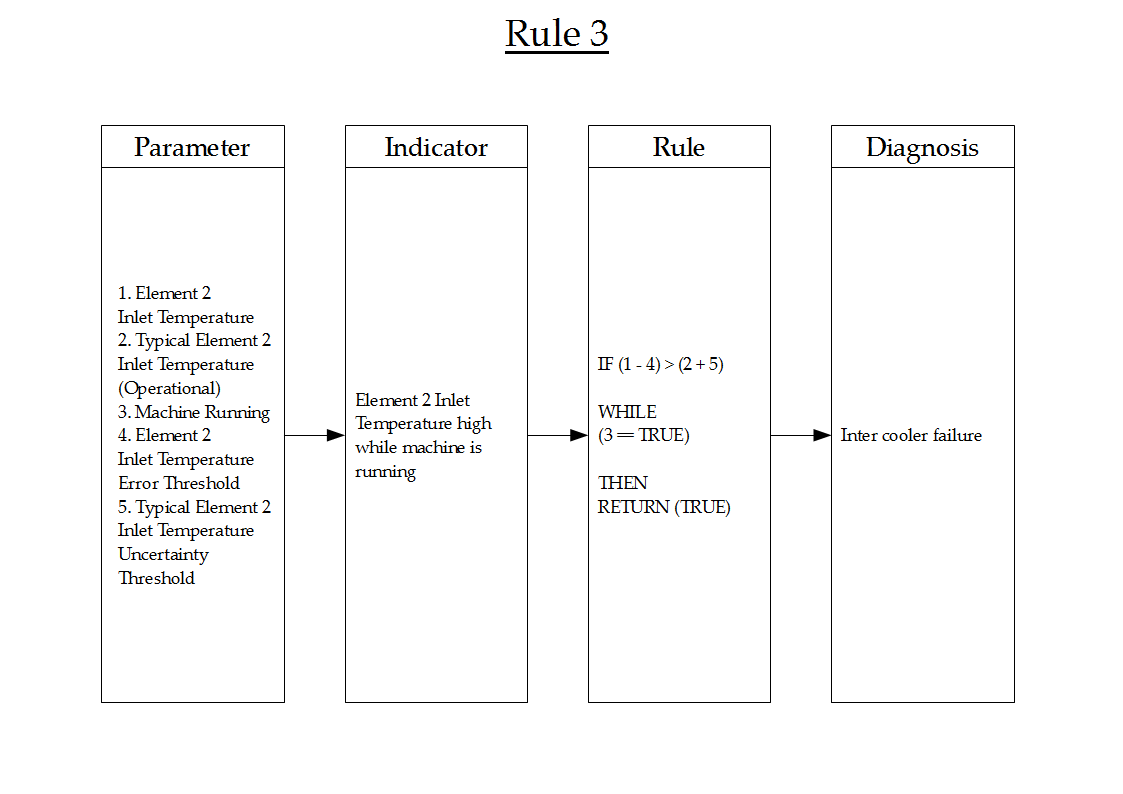 Rule 3
Parameter
1. Element 2
Inlet Temperature
2. Typical Element 2
Inlet Temperature
(Operational)
3. Machine Running
4. Element 2
Inlet Temperature
Error Threshold
5. Typical Element 2
Inlet Temperature
Uncertainty
Threshold
Indicator
Element 2 Inlet
Temperature high
while machine is
running
Rule
IF (1 - 4) > (2 + 5)
WHILE
(3 == TRUE)
THEN
RETURN (TRUE)
Diagnosis
Inter cooler failure